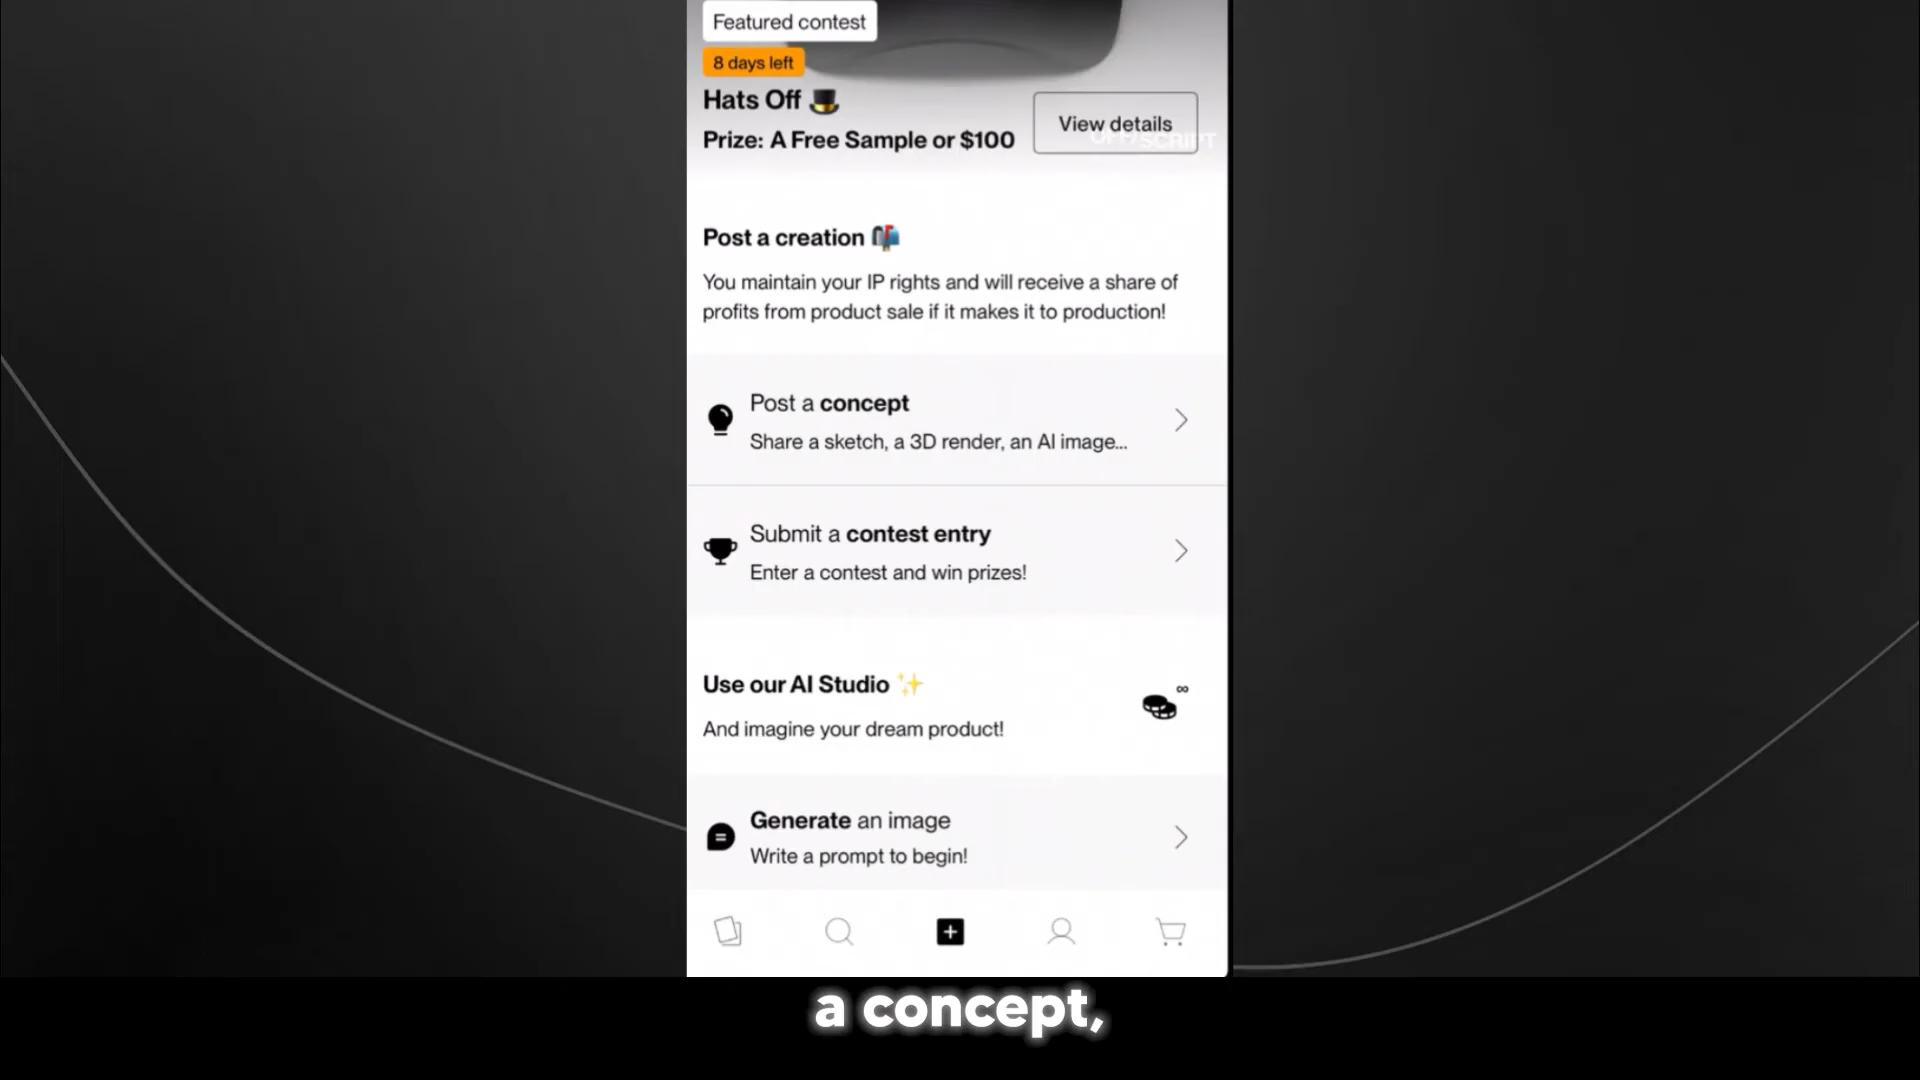 Featured contest
8 days left
Hats Off
Prize: A Free Sample or $100
View details
OFF/SCRIPT
Post a creation
You maintain your IP rights and will receive a share of
profits from product sale if it makes it to production!
Post a concept
Share a sketch, a 3D render, an AI image...
Submit a contest entry
Enter a contest and win prizes!
Use our AI Studio
∞
And imagine your dream product!
Generate an image
Write a prompt to begin!
a concept,